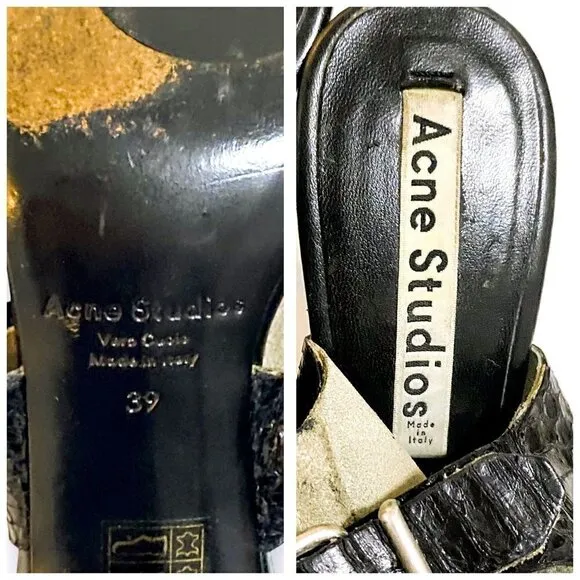 Acne Studios
Vero Cuoio
Made in Italy
39
Acne Studios
Made
in
Italy